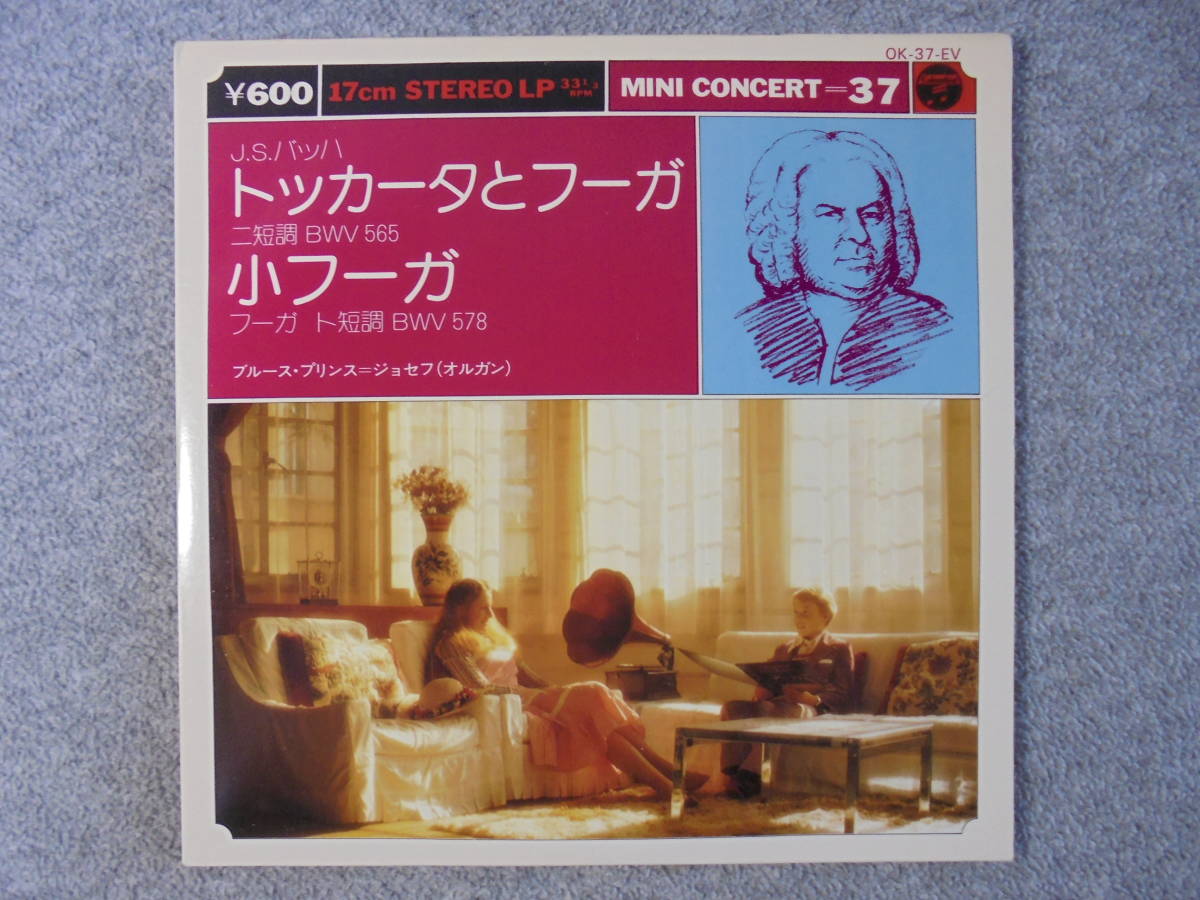 OK-37-EV
¥600 17cm STEREO LP 33 1/3 RPM MINI CONCERT=37
J.S.バッハ
トッカータとフーガ
ニ短調 BWV 565
小フーガ
フーガ ト短調 BWV 578
ブルース・プリンス=ジョセフ(オルガン)